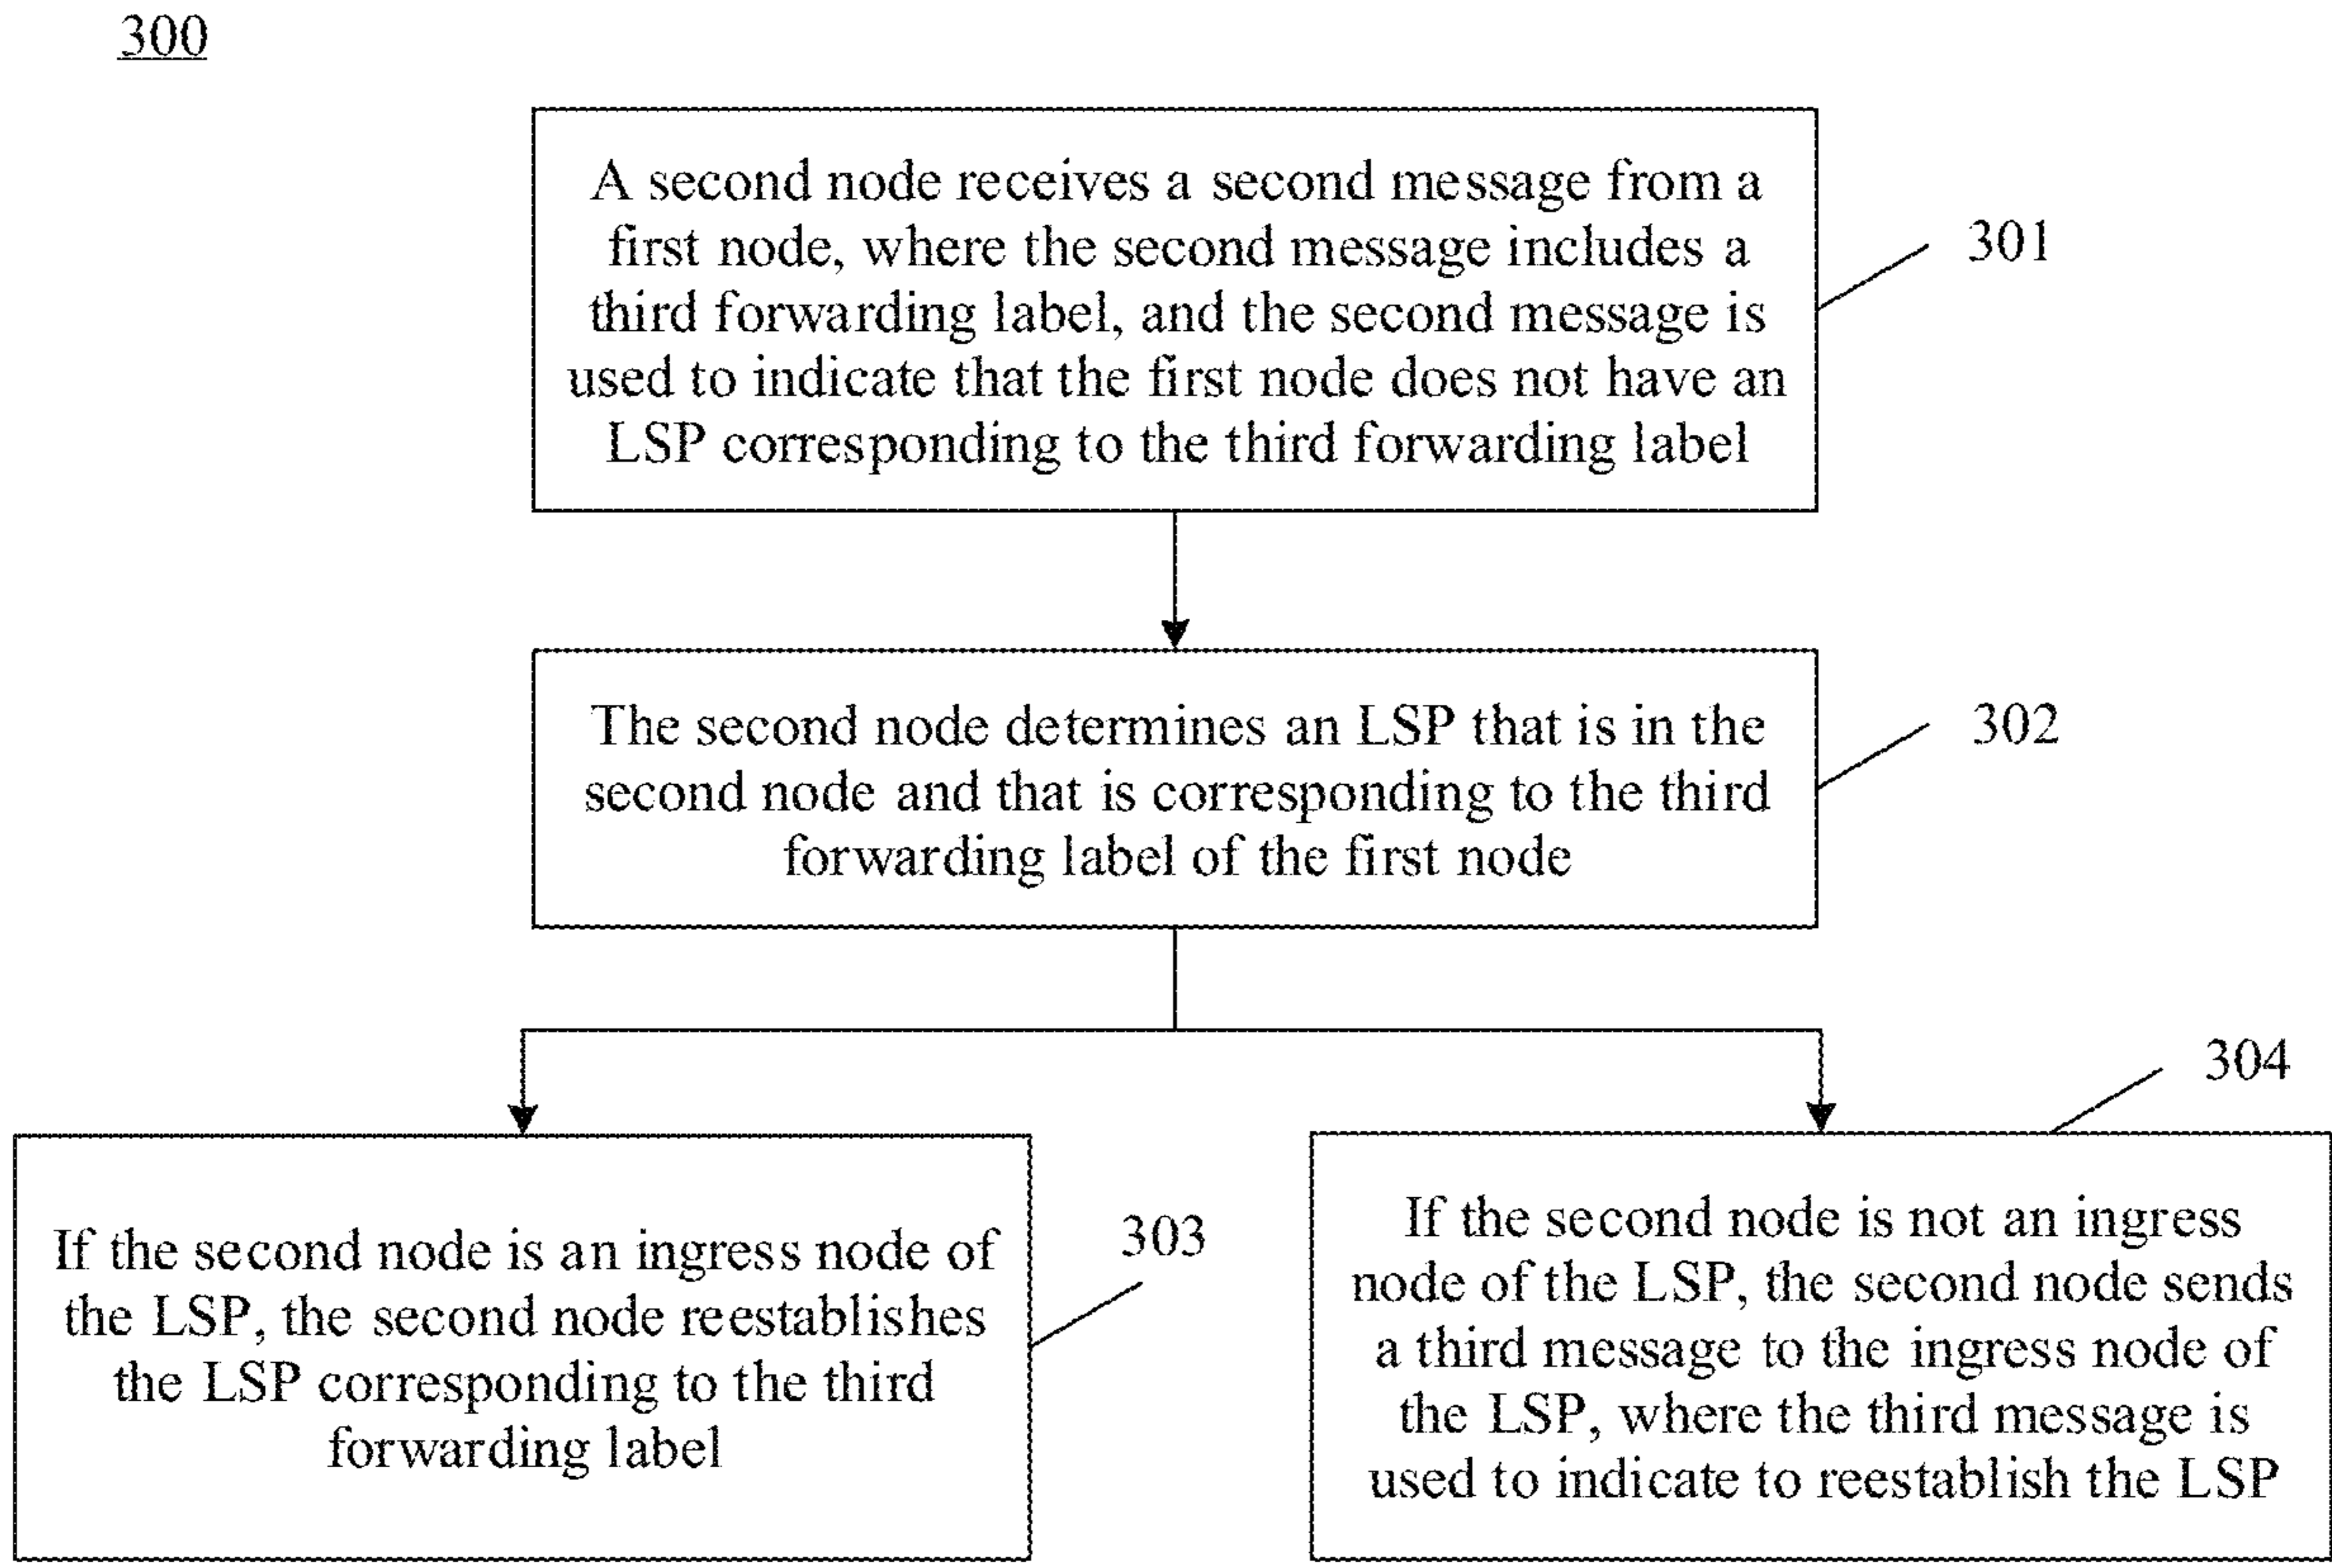 300
A second node receives a second message from a
first node, where the second message includes a
third forwarding label, and the second message is
used to indicate that the first node does not have an
LSP corresponding to the third forwarding label
301
The second node determines an LSP that is in the
second node and that is corresponding to the third
forwarding label of the first node
302
If the second node is an ingress node of
the LSP, the second node reestablishes
the LSP corresponding to the third
forwarding label
303
304
If the second node is not an ingress
node of the LSP, the second node sends
a third message to the ingress node of
the LSP, where the third message is
used to indicate to reestablish the LSP